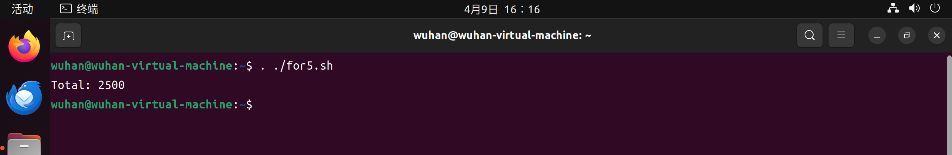 活动 终端 4月9日 16：16
wuhan@wuhan-virtual-machine: ~
wuhan@wuhan-virtual-machine:~$ . ./for5.sh
Total: 2500
wuhan@wuhan-virtual-machine:~$